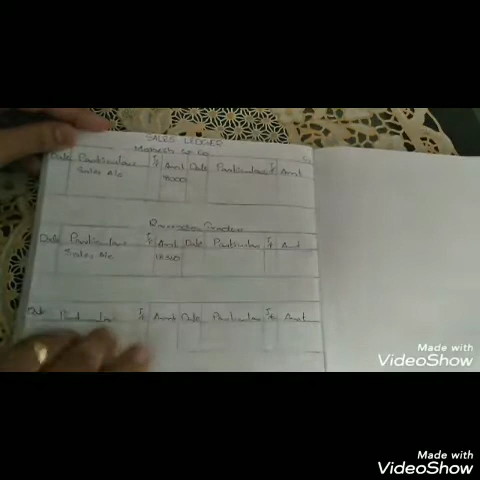 SALES LEDGER
Date Particulars J/F Amt Date Particulars J/F Amt
Sales A/c
Date Particulars J/F Amt Date Particulars J/F Amt
Sales A/c
Date Particulars J/F Amt Date Particulars J/F Amt
Made with
VideoShow
Made with
VideoShow